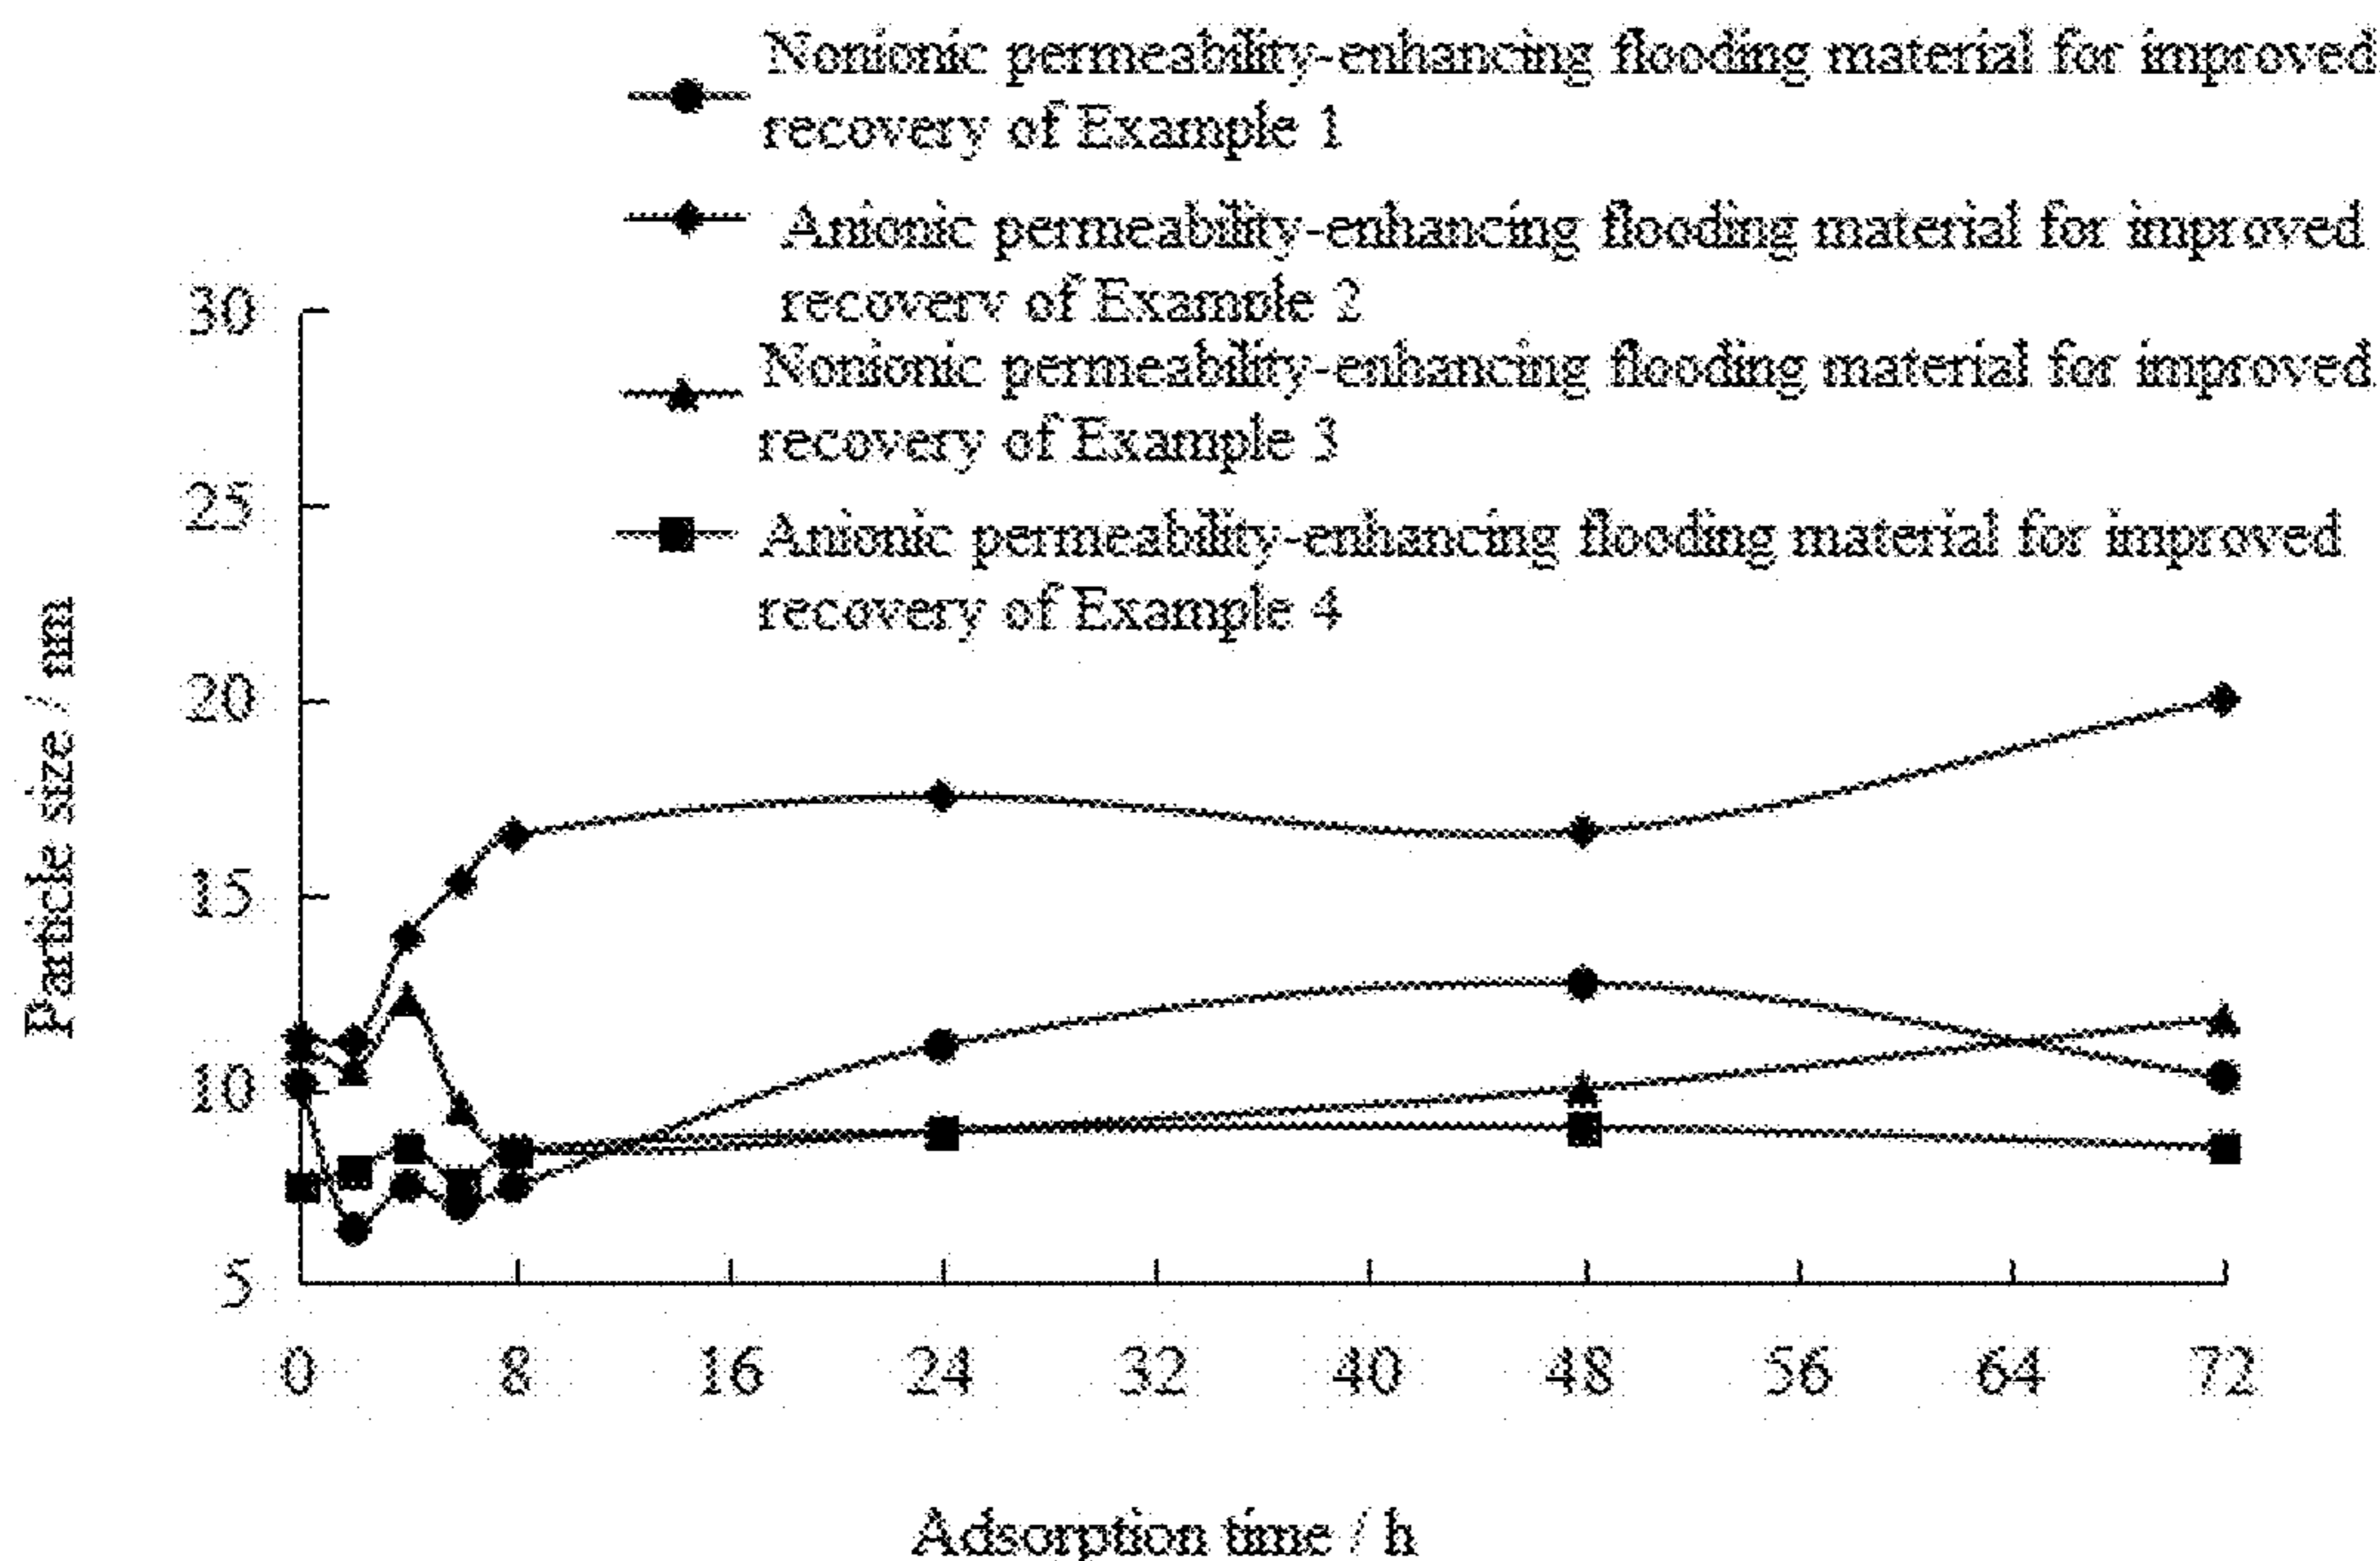 Nonionic permeability-enhancing flooding material for improved
recovery of Example 1
Anionic permeability-enhancing flooding material for improved
recovery of Example 2
Nonionic permeability-enhancing flooding material for improved
recovery of Example 3
Anionic permeability-enhancing flooding material for improved
recovery of Example 4
30
25
20
15
10
5
Particle size / nm
0 8 16 24 32 40 48 56 64 72
Adsorption time / h